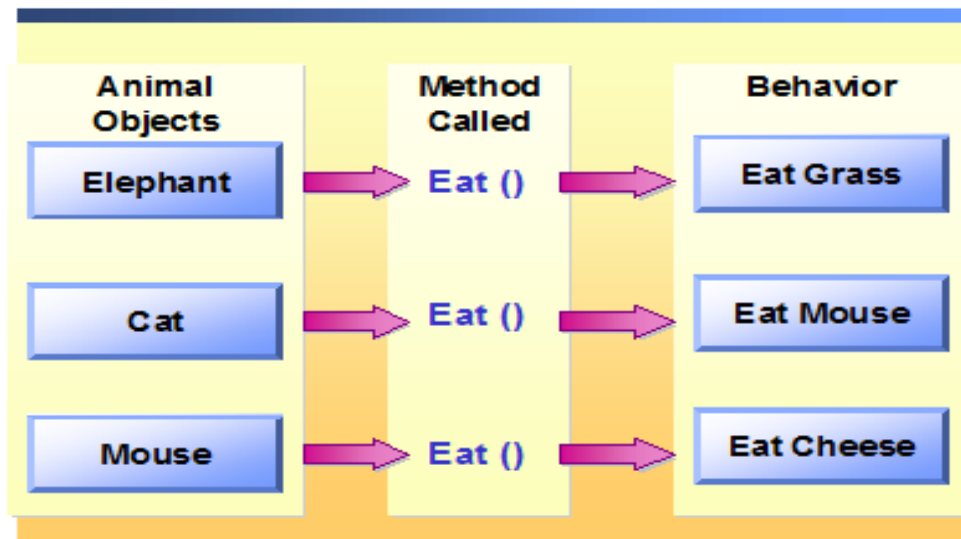 Animal
Objects
Method
Called
Behavior
Elephant
Eat ()
Eat Grass
Cat
Eat ()
Eat Mouse
Mouse
Eat ()
Eat Cheese